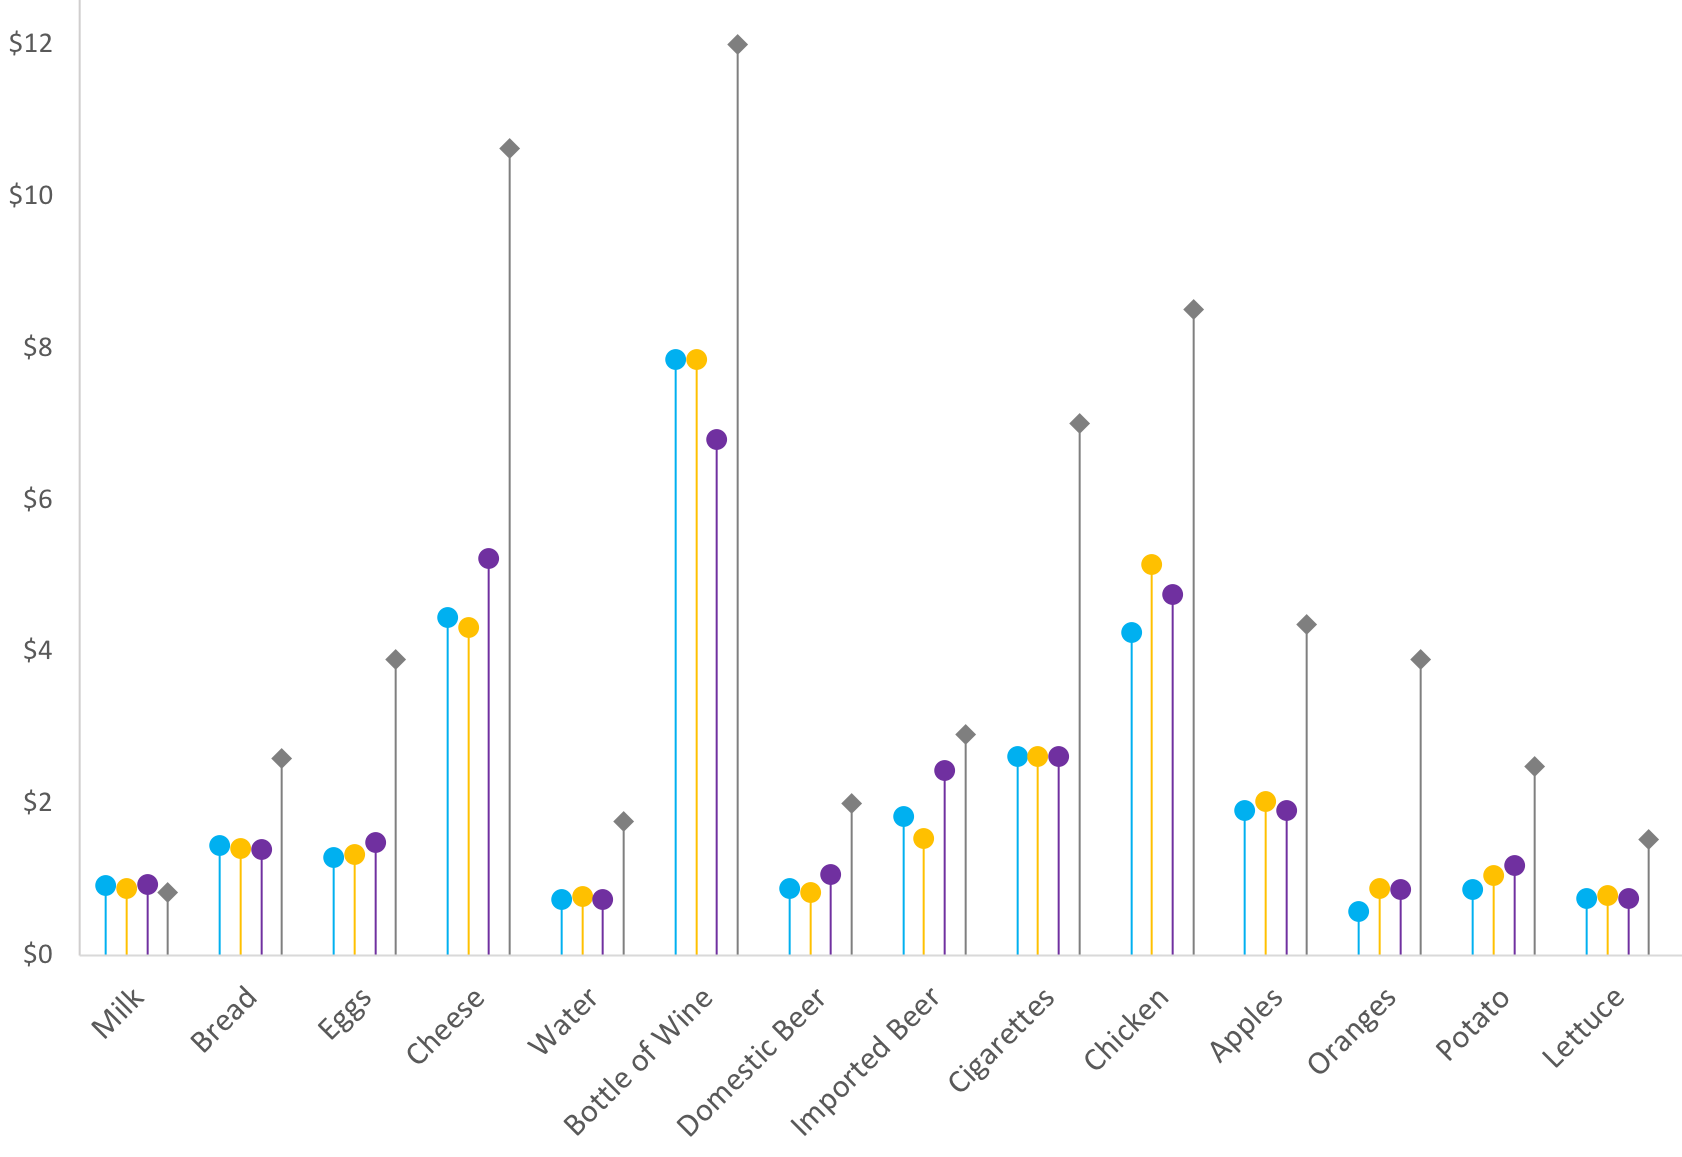 $12
$10
$8
$6
$4
$2
$0
Milk
Bread
Eggs
Cheese
Water
Bottle of Wine
Domestic Beer
Imported Beer
Cigarettes
Chicken
Apples
Oranges
Potato
Lettuce